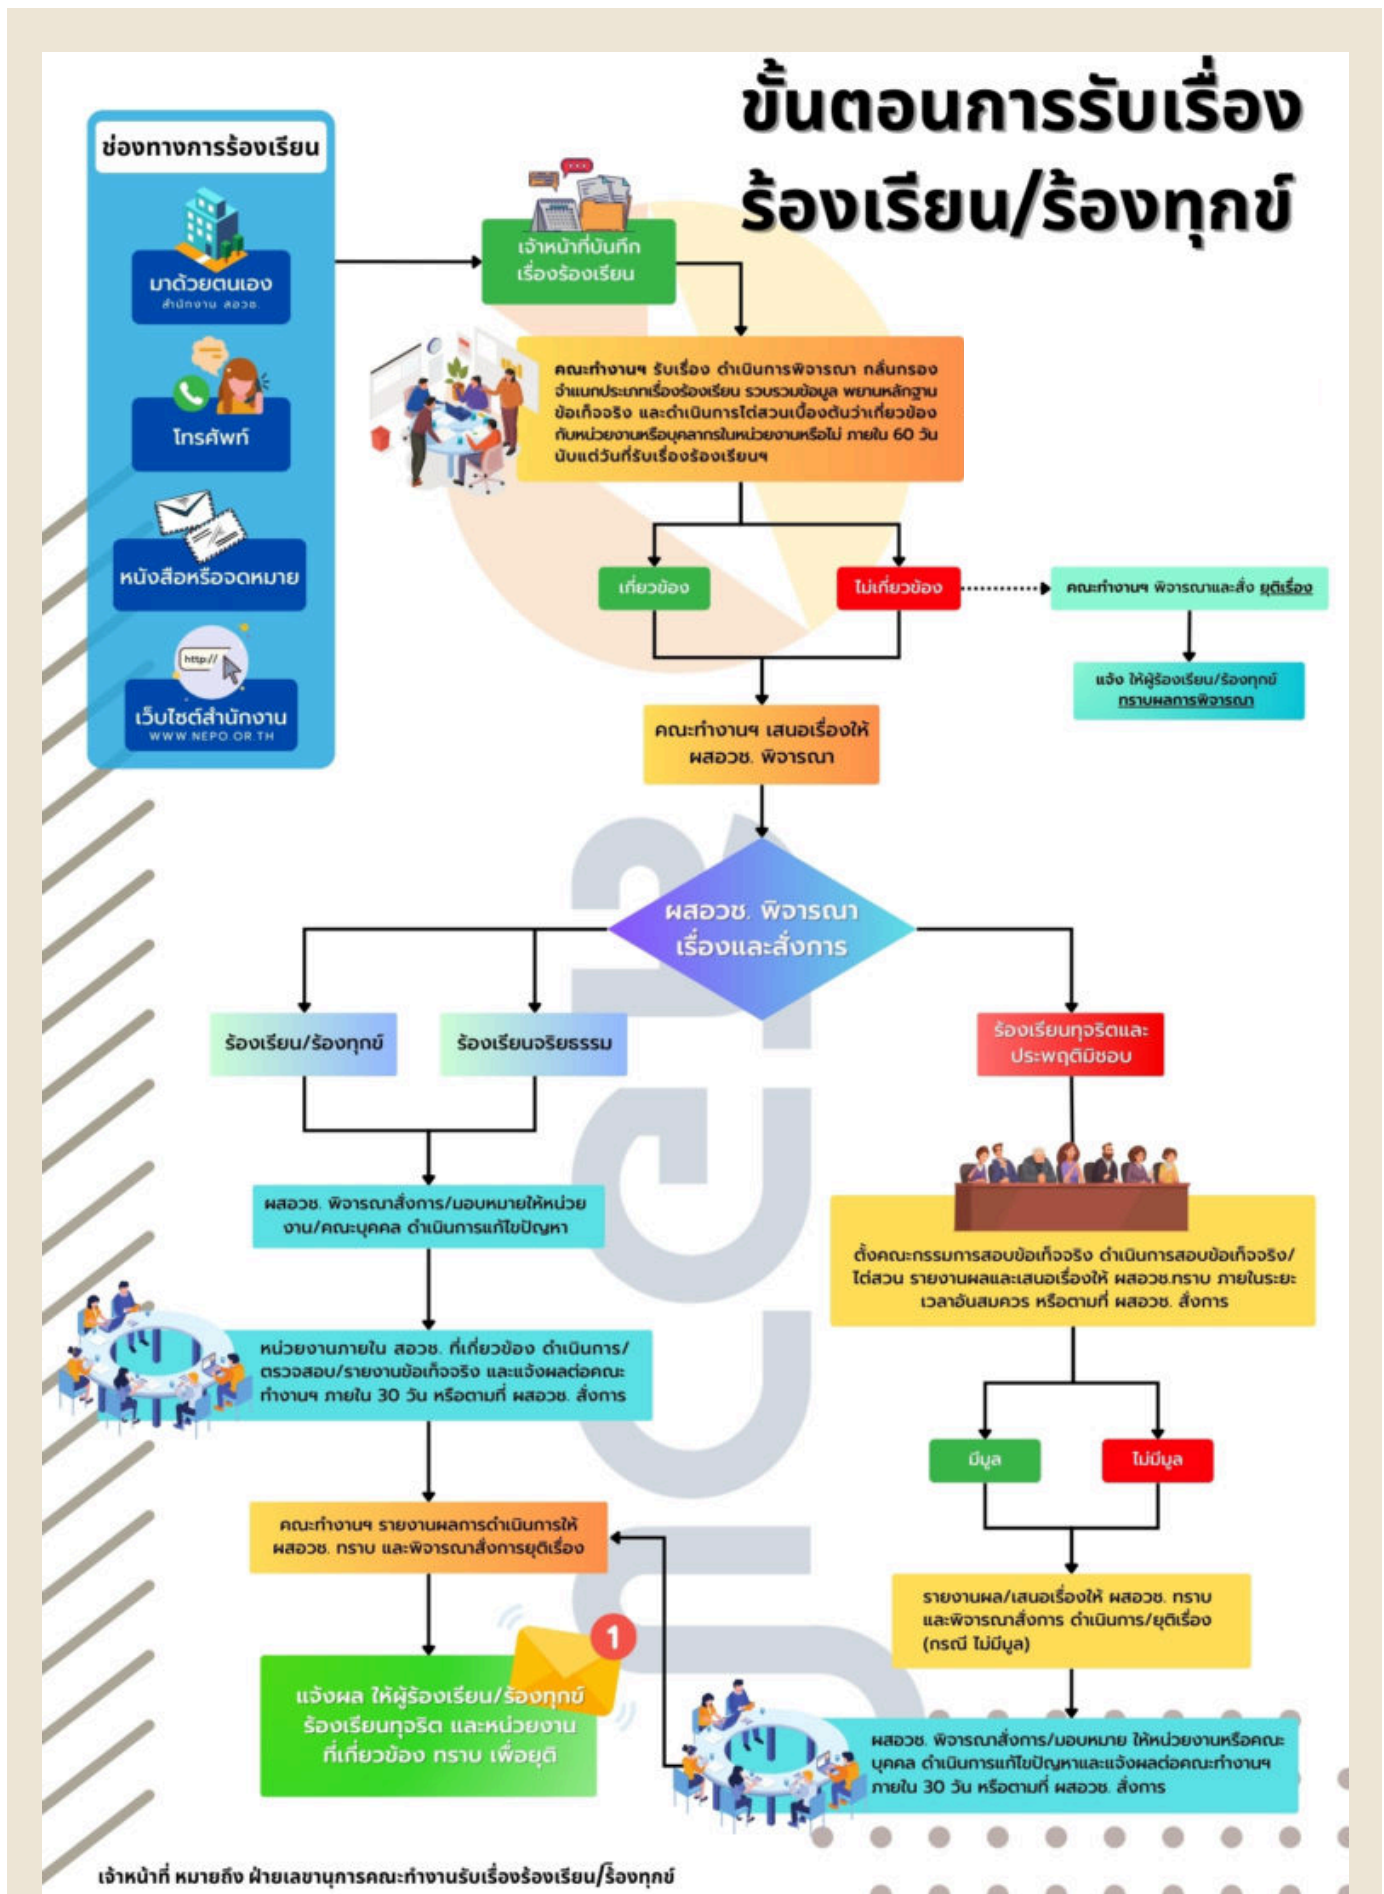 ขั้นตอนการรับเรื่อง
ร้องเรียน/ร้องทุกข์
ช่องทางการร้องเรียน
มาด้วยตนเอง
สำนักงาน สอวช.
โทรศัพท์
หนังสือหรือจดหมาย
http://
เว็บไซต์สำนักงาน
WWW.NEPO.OR.TH
เจ้าหน้าที่บันทึก
เรื่องร้องเรียน
คณะทำงานฯ รับเรื่อง ดำเนินการพิจารณา กลั่นกรอง
จำแนกประเภทเรื่องร้องเรียน รวบรวมข้อมูล พยานหลักฐาน
ข้อเท็จจริง และดำเนินการไต่สวนเบื้องต้นว่าเกี่ยวข้อง
กับหน่วยงานหรือบุคลากรในหน่วยงานหรือไม่ ภายใน 60 วัน
นับแต่วันที่รับเรื่องร้องเรียนฯ
เกี่ยวข้อง
ไม่เกี่ยวข้อง
คณะทำงานฯ พิจารณาและสั่ง ยุติเรื่อง
แจ้ง ให้ผู้ร้องเรียน/ร้องทุกข์
ทราบผลการพิจารณา
คณะทำงานฯ เสนอเรื่องให้
ผสอวช. พิจารณา
ผสอวช. พิจารณา
เรื่องและสั่งการ
ร้องเรียน/ร้องทุกข์
ร้องเรียนจริยธรรม
ร้องเรียนทุจริตและ
ประพฤติมิชอบ
ผสอวช. พิจารณาสั่งการ/มอบหมายให้หน่วย
งาน/คณะบุคคล ดำเนินการแก้ไขปัญหา
ตั้งคณะกรรมการสอบข้อเท็จจริง ดำเนินการสอบข้อเท็จจริง/
ไต่สวน รายงานผลและเสนอเรื่องให้ ผสอวช.ทราบ ภายในระยะ
เวลาอันสมควร หรือตามที่ ผสอวช. สั่งการ
หน่วยงานภายใน สอวช. ที่เกี่ยวข้อง ดำเนินการ/
ตรวจสอบ/รายงานข้อเท็จจริง และแจ้งผลต่อคณะ
ทำงานฯ ภายใน 30 วัน หรือตามที่ ผสอวช. สั่งการ
มีมูล
ไม่มีมูล
คณะทำงานฯ รายงานผลการดำเนินการให้
ผสอวช. ทราบ และพิจารณาสั่งการยุติเรื่อง
รายงานผล/เสนอเรื่องให้ ผสอวช. ทราบ
และพิจารณาสั่งการ ดำเนินการ/ยุติเรื่อง
(กรณี ไม่มีมูล)
1
แจ้งผล ให้ผู้ร้องเรียน/ร้องทุกข์
ร้องเรียนทุจริต และหน่วยงาน
ที่เกี่ยวข้อง ทราบ เพื่อยุติ
ผสอวช. พิจารณาสั่งการ/มอบหมาย ให้หน่วยงานหรือคณะ
บุคคล ดำเนินการแก้ไขปัญหาและแจ้งผลต่อคณะทำงานฯ
ภายใน 30 วัน หรือตามที่ ผสอวช. สั่งการ
เจ้าหน้าที่ หมายถึง ฝ่ายเลขานุการคณะทำงานรับเรื่องร้องเรียน/ร้องทุกข์